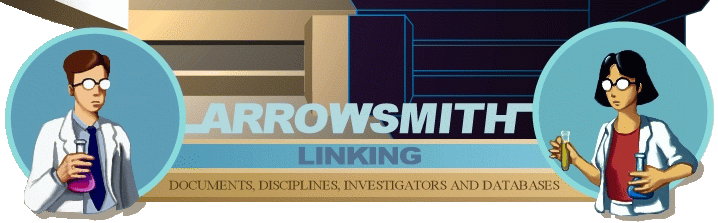 ARROWSMITH
LINKING
DOCUMENTS, DISCIPLINES, INVESTIGATORS AND DATABASES